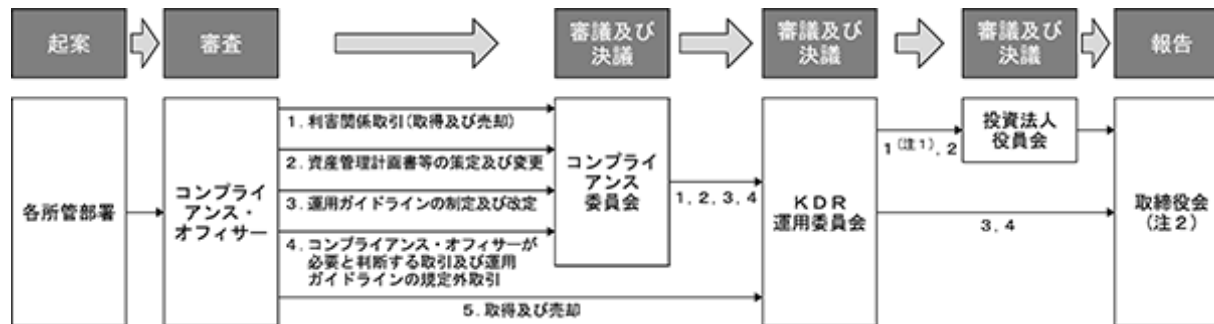 起案
審査
審議及び
決議
審議及び
決議
審議及び
決議
報告
各所管部署
コンプライ
アンス・
オフィサー
1. 利害関係取引(取得及び売却)
2. 資産管理計画書等の策定及び変更
3. 運用ガイドラインの制定及び改定
4. コンプライアンス・オフィサーが
必要と判断する取引及び運用
ガイドラインの規定外取引
5. 取得及び売却
コンプライ
アンス
委員会
1, 2, 3, 4
KDR
運用委員会
1(注1), 2
3, 4
投資法人
役員会
取締役会
(注2)